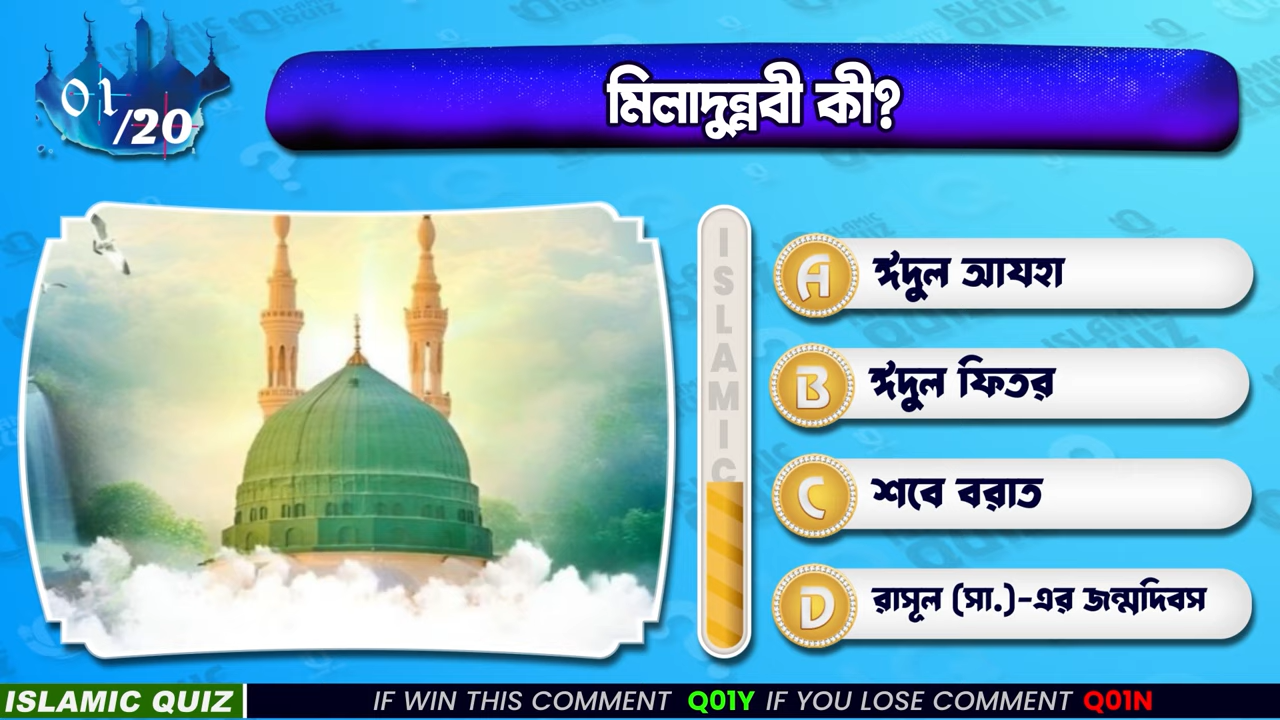 01/20
মিলাদুন্নবী কী?
ISLAMIC
A ঈদুল আযহা
B ঈদুল ফিতর
C শবে বরাত
D রাসূল (সা.)-এর জন্মদিবস
ISLAMIC QUIZ
IF WIN THIS COMMENT Q01Y IF YOU LOSE COMMENT Q01N